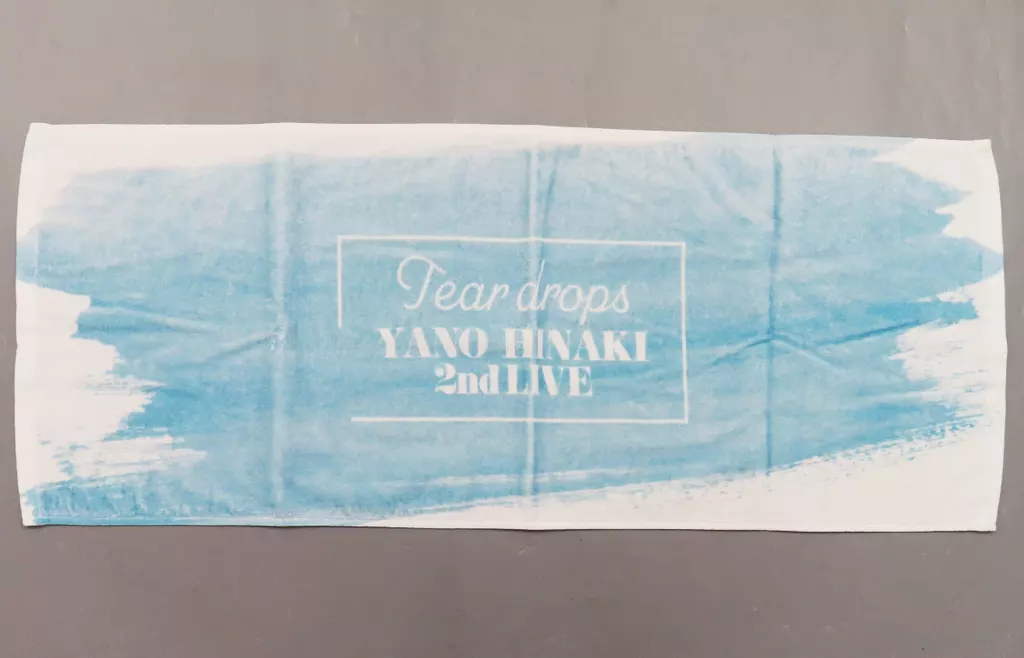 Tear drops
YANO HINAKI
2nd LIVE